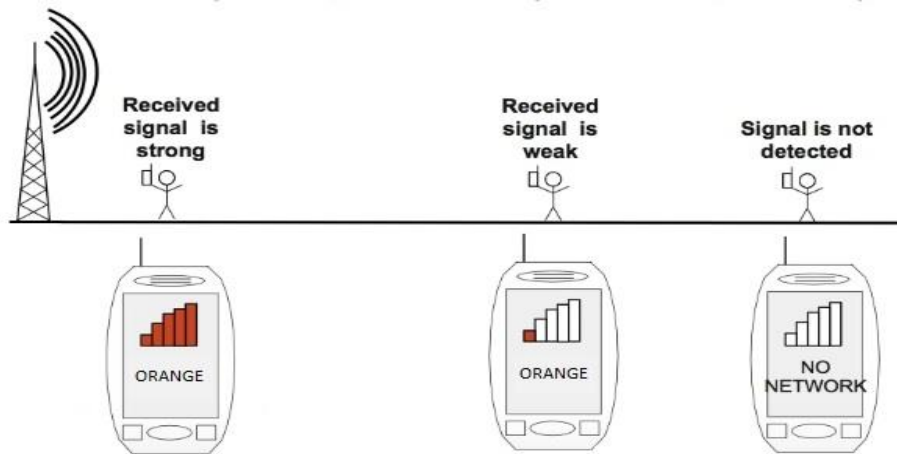 Received
signal is
strong
Received
signal is
weak
Signal is not
detected
ORANGE
ORANGE
NO
NETWORK